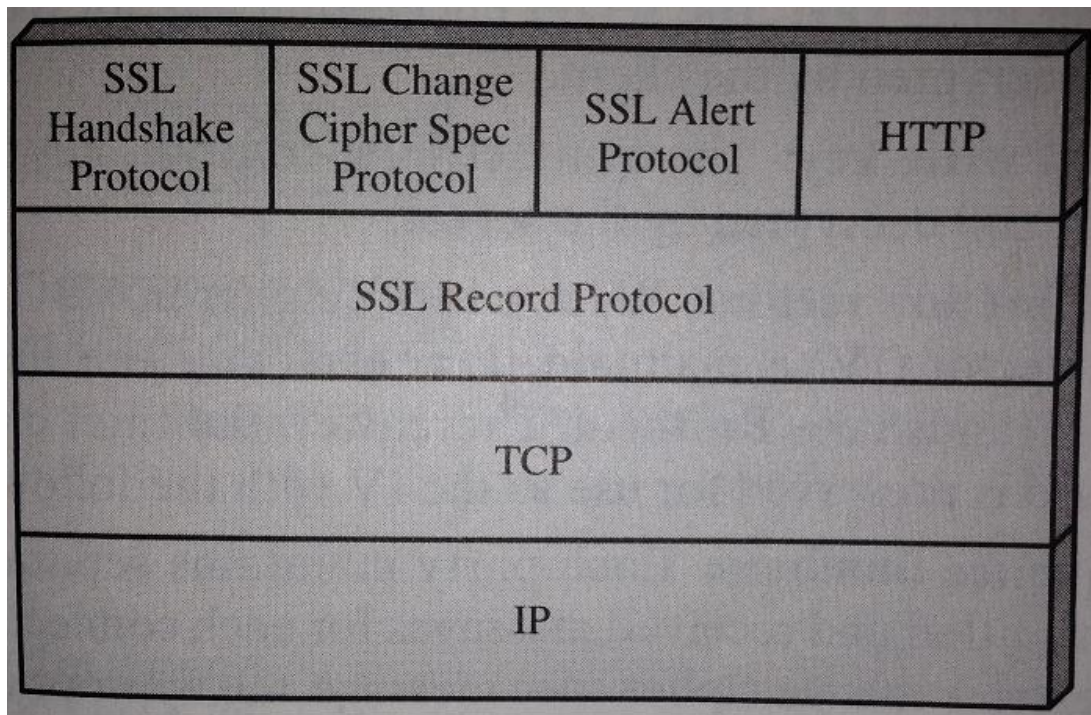 SSL
Handshake
Protocol
SSL Change
Cipher Spec
Protocol
SSL Alert
Protocol
HTTP
SSL Record Protocol
TCP
IP